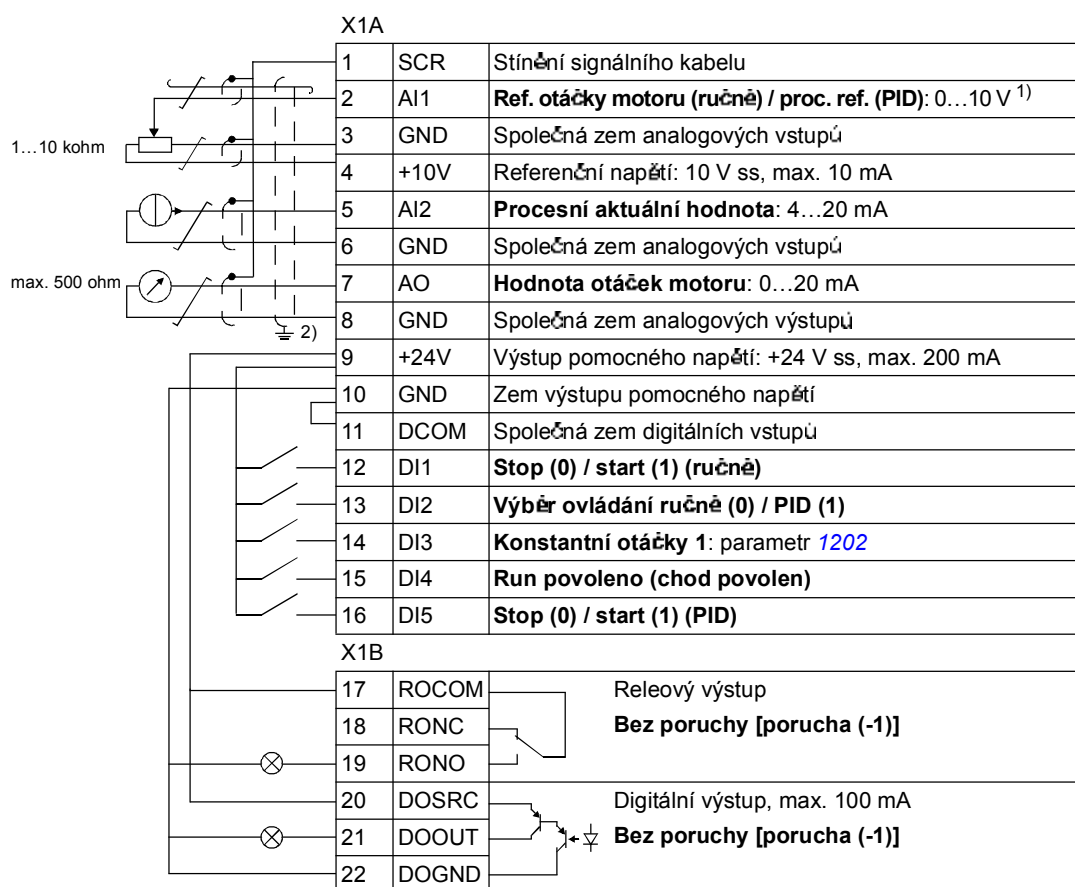 X1A
1 SCR Stínění signálního kabelu
2 AI1 Ref. otáčky motoru (ručně) / proc. ref. (PID): 0…10 V 1)
1…10 kohm
3 GND Společná zem analogových vstupů
4 +10V Referenční napětí: 10 V ss, max. 10 mA
5 AI2 Procesní aktuální hodnota: 4…20 mA
6 GND Společná zem analogových vstupů
max. 500 ohm
7 AO Hodnota otáček motoru: 0…20 mA
8 GND Společná zem analogových výstupů
2)
9 +24V Výstup pomocného napětí: +24 V ss, max. 200 mA
10 GND Zem výstupu pomocného napětí
11 DCOM Společná zem digitálních vstupů
12 DI1 Stop (0) / start (1) (ručně)
13 DI2 Výběr ovládání ručně (0) / PID (1)
14 DI3 Konstantní otáčky 1: parametr 1202
15 DI4 Run povoleno (chod povolen)
16 DI5 Stop (0) / start (1) (PID)
X1B
17 ROCOM Releový výstup
18 RONC Bez poruchy [porucha (-1)]
19 RONO
20 DOSRC Digitální výstup, max. 100 mA
21 DOOUT Bez poruchy [porucha (-1)]
22 DOGND